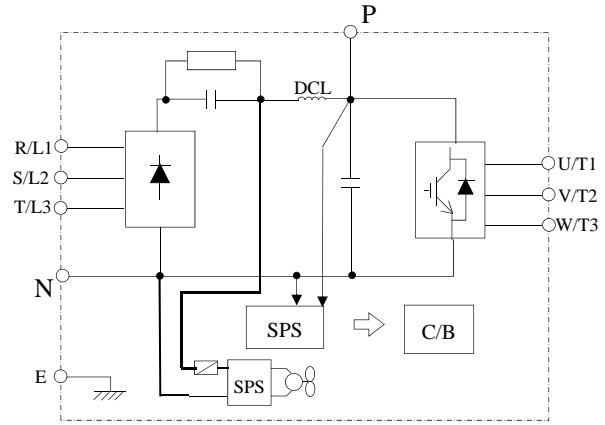 P
DCL
R/L1
S/L2
T/L3
U/T1
V/T2
W/T3
N
SPS
C/B
E
SPS